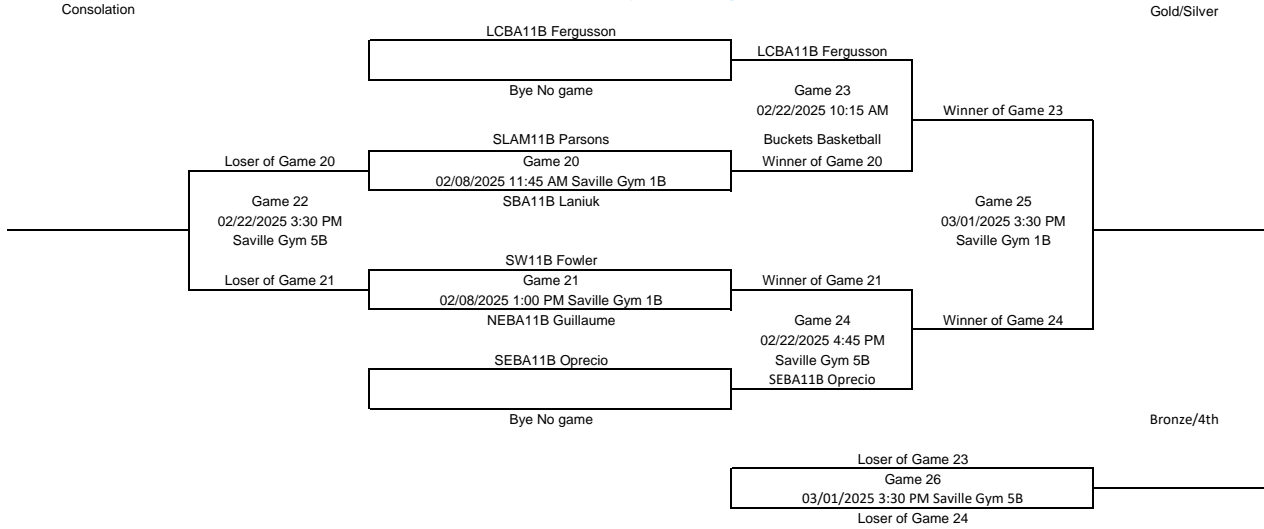 Consolation
Gold/Silver
LCBA11B Fergusson
LCBA11B Fergusson
Bye No game
Game 23
02/22/2025 10:15 AM
Winner of Game 23
SLAM11B Parsons
Buckets Basketball
Loser of Game 20
Game 20
Winner of Game 20
02/08/2025 11:45 AM Saville Gym 1B
SBA11B Laniuk
Game 22
02/22/2025 3:30 PM
Saville Gym 5B
Game 25
03/01/2025 3:30 PM
Saville Gym 1B
SW11B Fowler
Loser of Game 21
Game 21
Winner of Game 21
02/08/2025 1:00 PM Saville Gym 1B
NEBA11B Guillaume
Game 24
Winner of Game 24
02/22/2025 4:45 PM
Saville Gym 5B
SEBA11B Oprecio
SEBA11B Oprecio
Bye No game
Bronze/4th
Loser of Game 23
Game 26
03/01/2025 3:30 PM Saville Gym 5B
Loser of Game 24